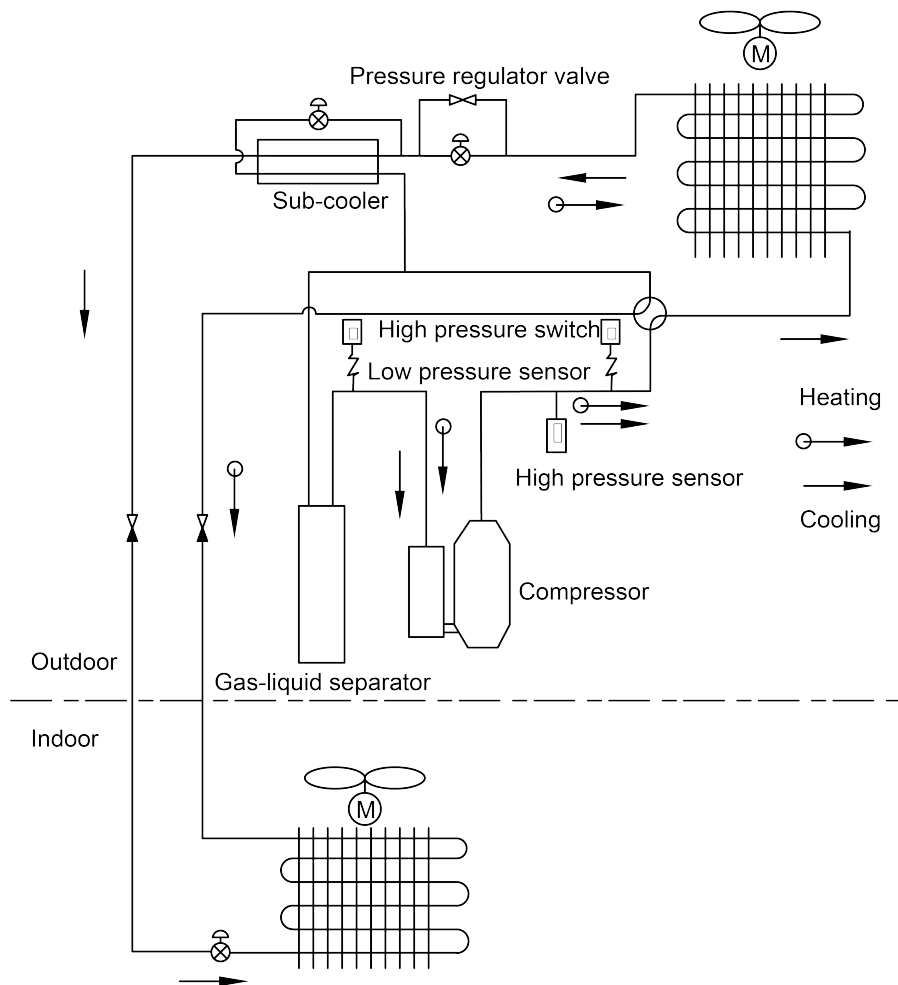 M
Pressure regulator valve
Sub-cooler
High pressure switch
Low pressure sensor
Heating
High pressure sensor
Cooling
Compressor
Outdoor
Gas-liquid separator
Indoor
M